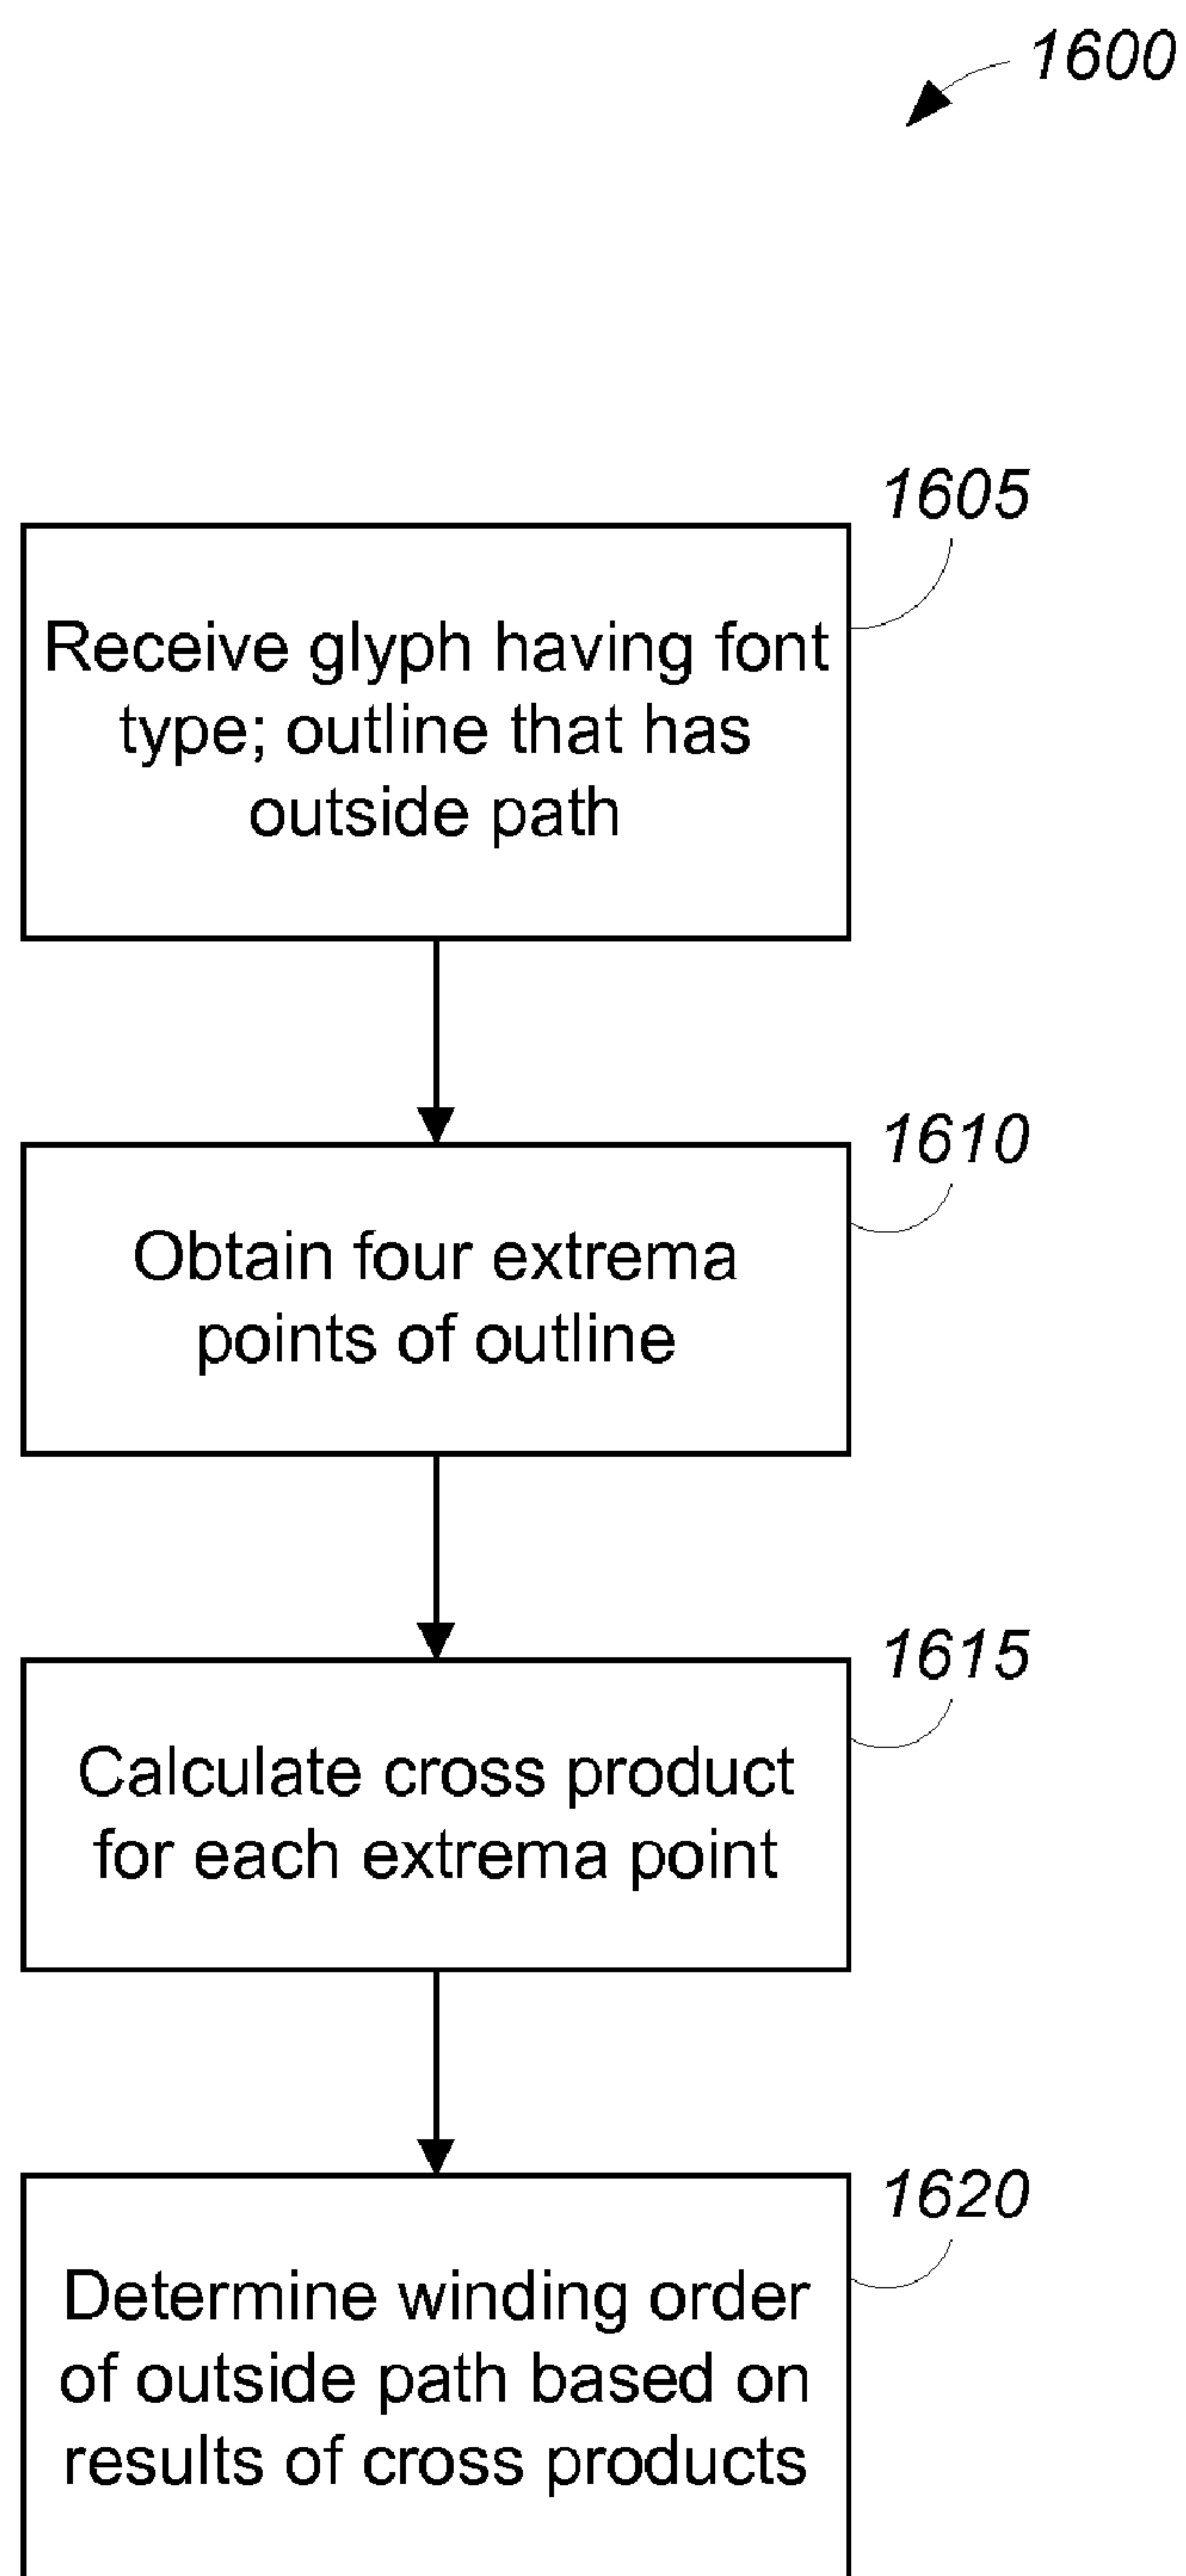 1600
1605
Receive glyph having font
type; outline that has
outside path
1610
Obtain four extrema
points of outline
1615
Calculate cross product
for each extrema point
1620
Determine winding order
of outside path based on
results of cross products